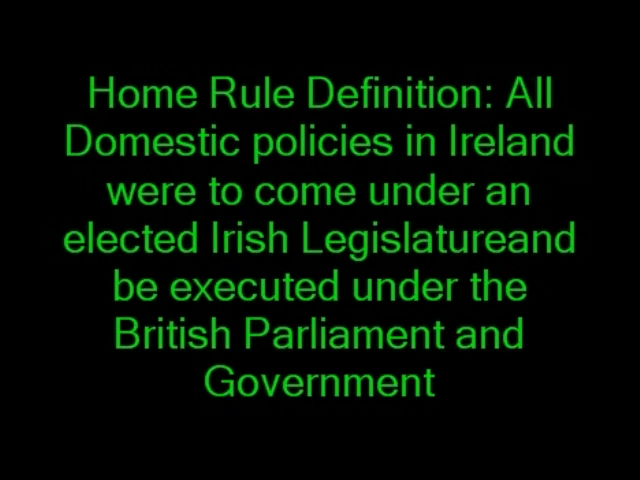 Home Rule Definition: All
Domestic policies in Ireland
were to come under an
elected Irish Legislatureand
be executed under the
British Parliament and
Government